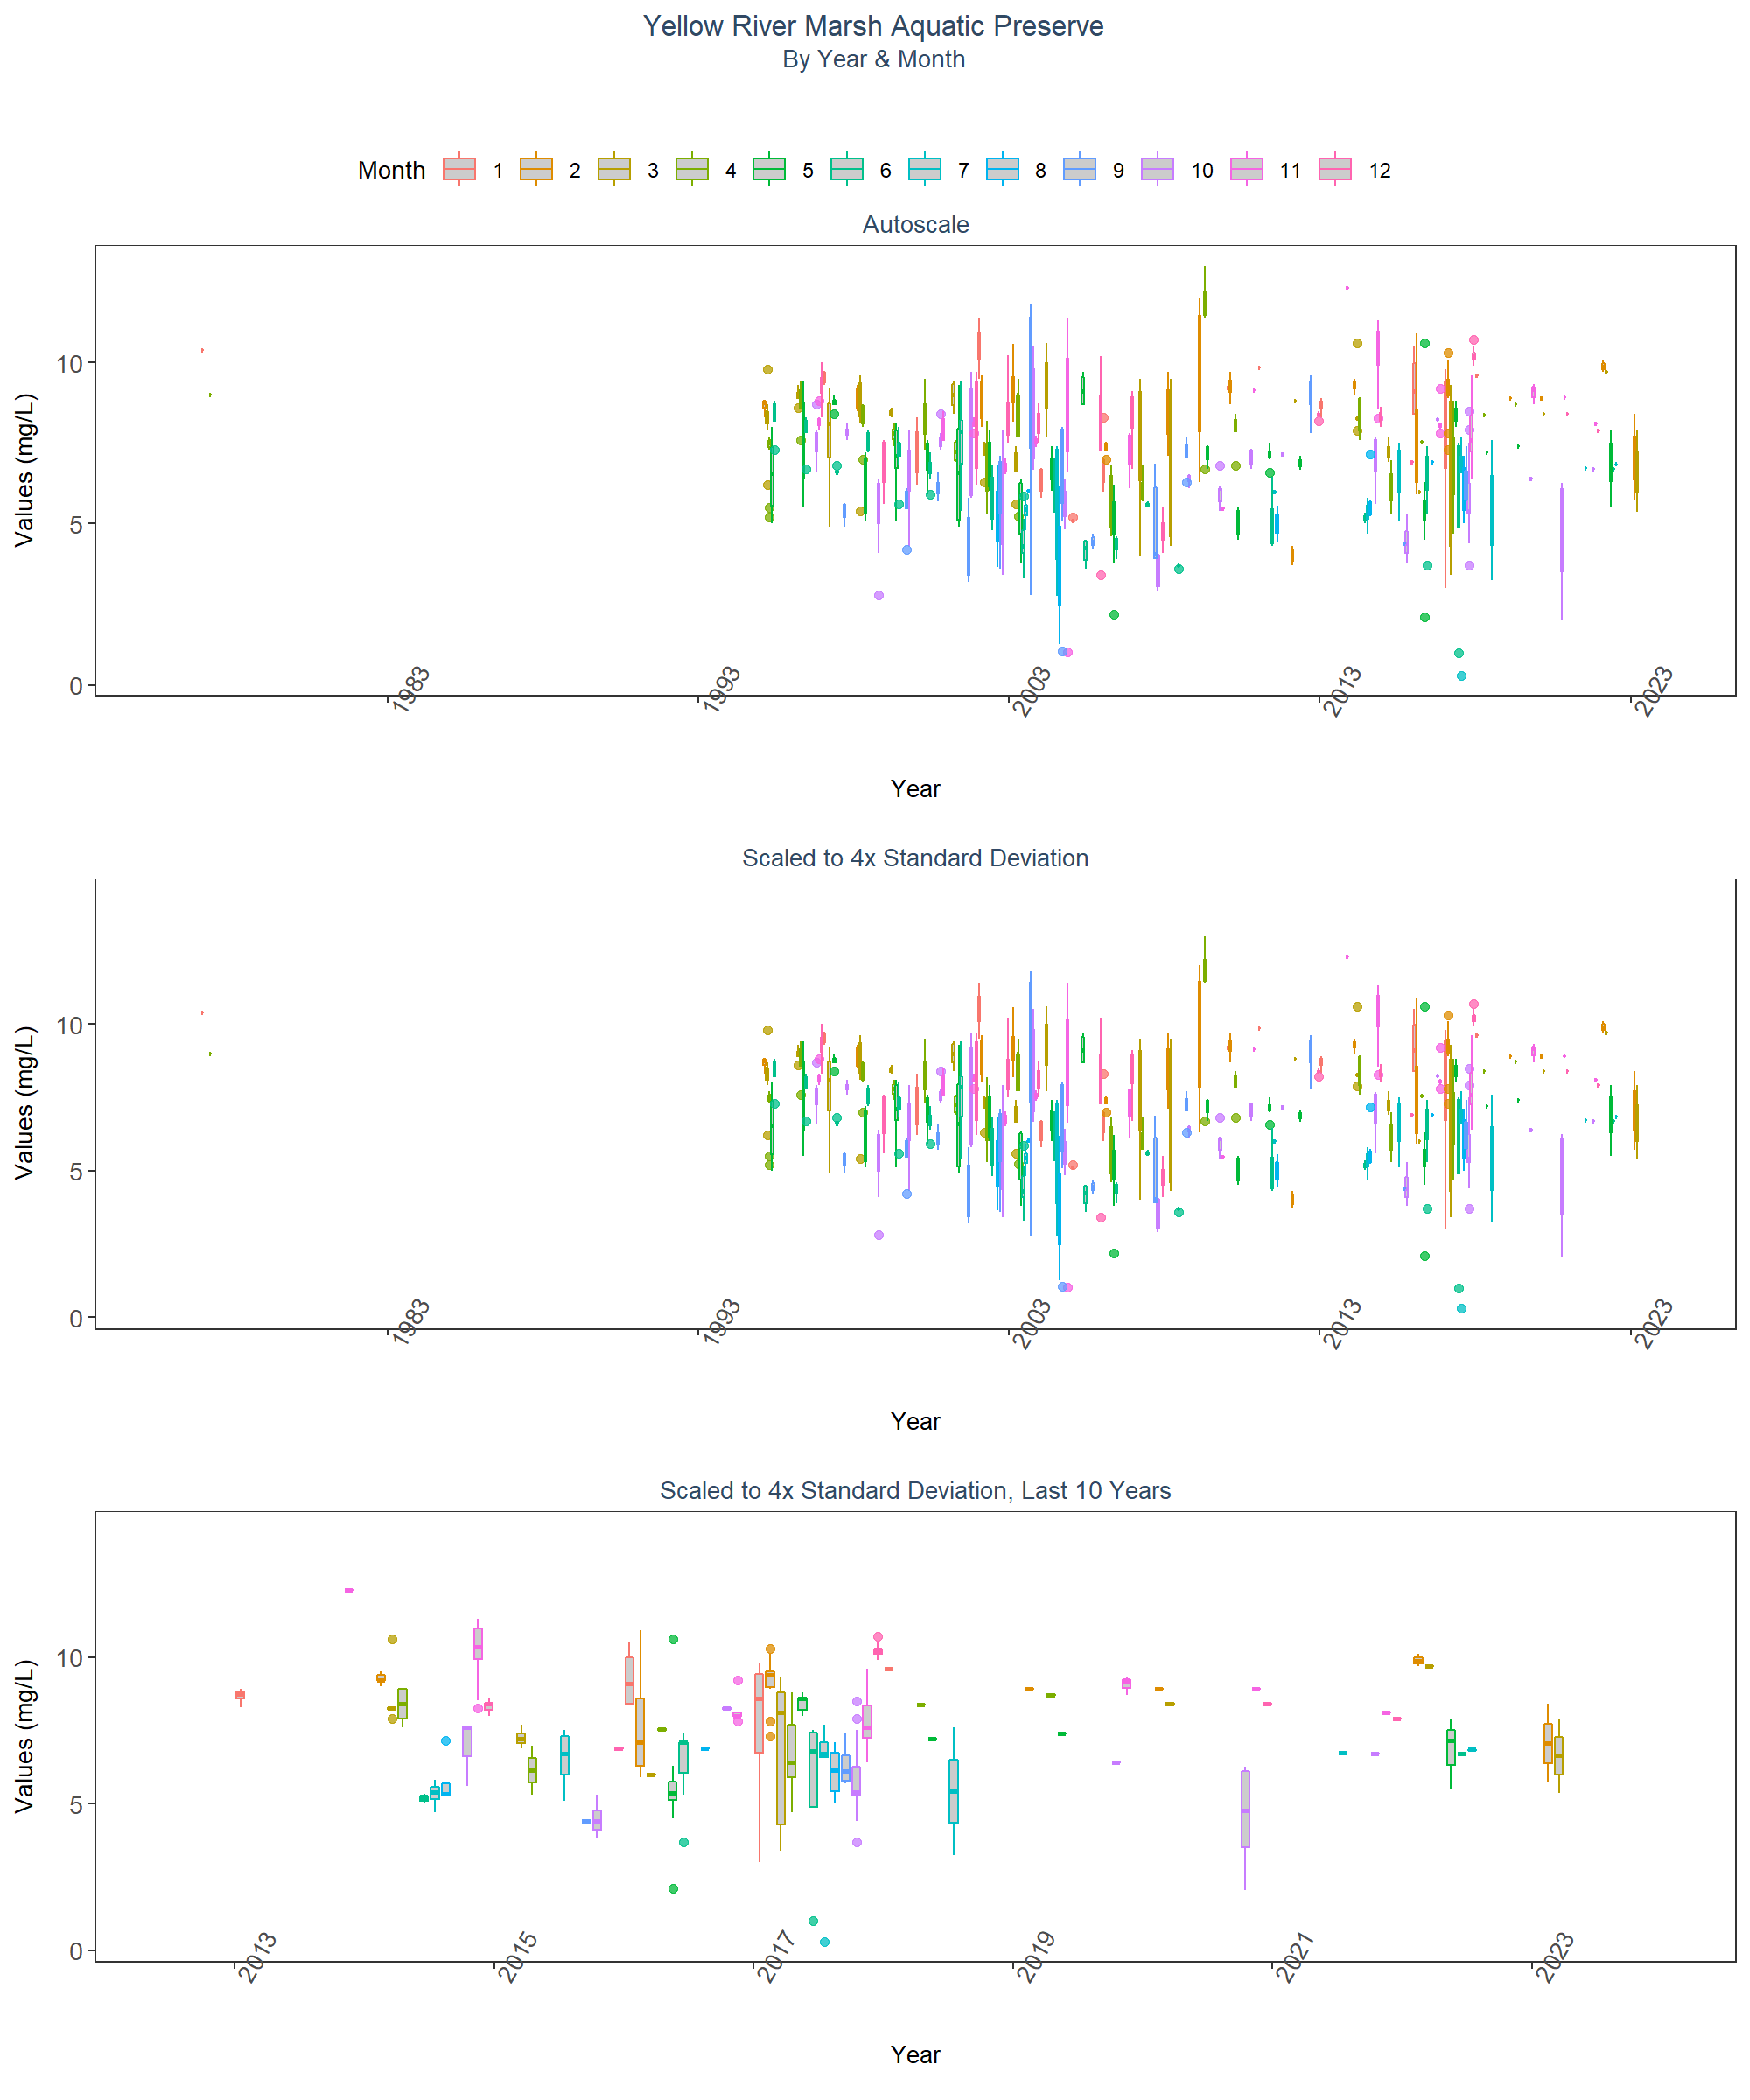 Yellow River Marsh Aquatic Preserve
By Year & Month
Month 1 2 3 4 5 6 7 8 9 10 11 12
Autoscale
Values (mg/L)
10
5
0
1983 1993 2003 2013 2023
Year
Scaled to 4x Standard Deviation
Values (mg/L)
10
5
0
1983 1993 2003 2013 2023
Year
Scaled to 4x Standard Deviation, Last 10 Years
Values (mg/L)
10
5
0
2013 2015 2017 2019 2021 2023
Year